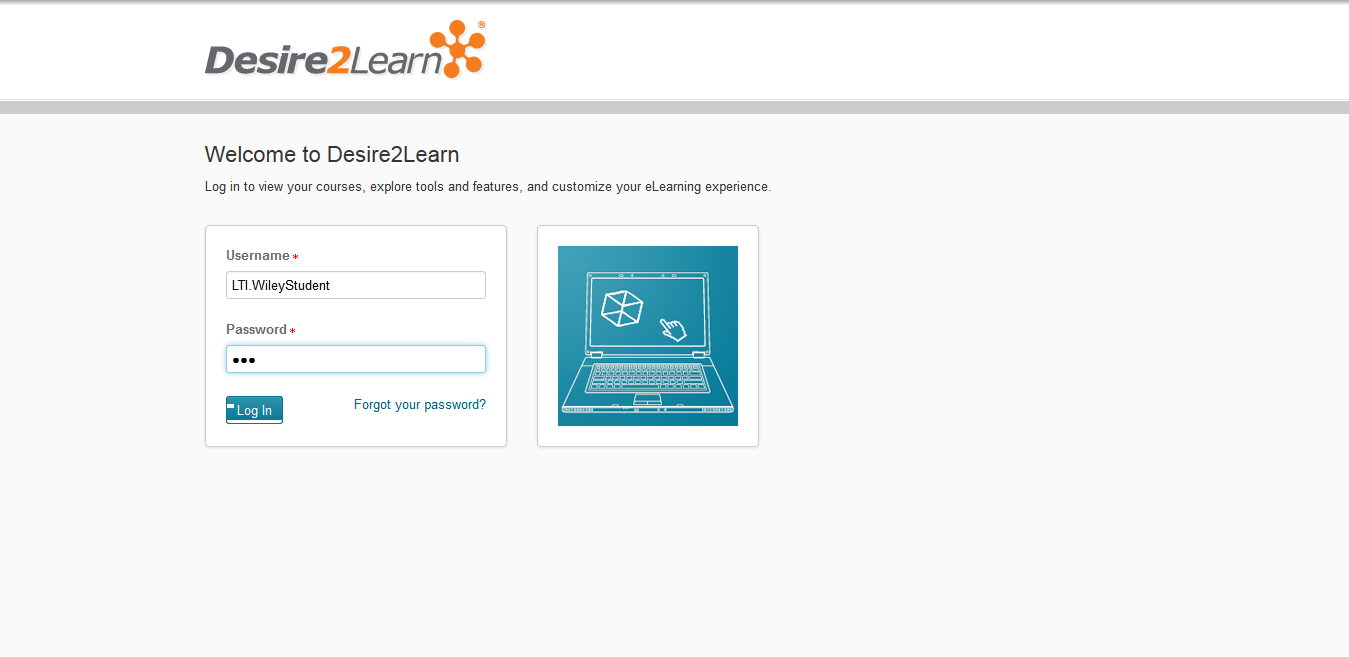 Desire2Learn®
Welcome to Desire2Learn
Log in to view your courses, explore tools and features, and customize your eLearning experience.
Username *
LTI.WileyStudent
Password *
•••
Log In
Forgot your password?